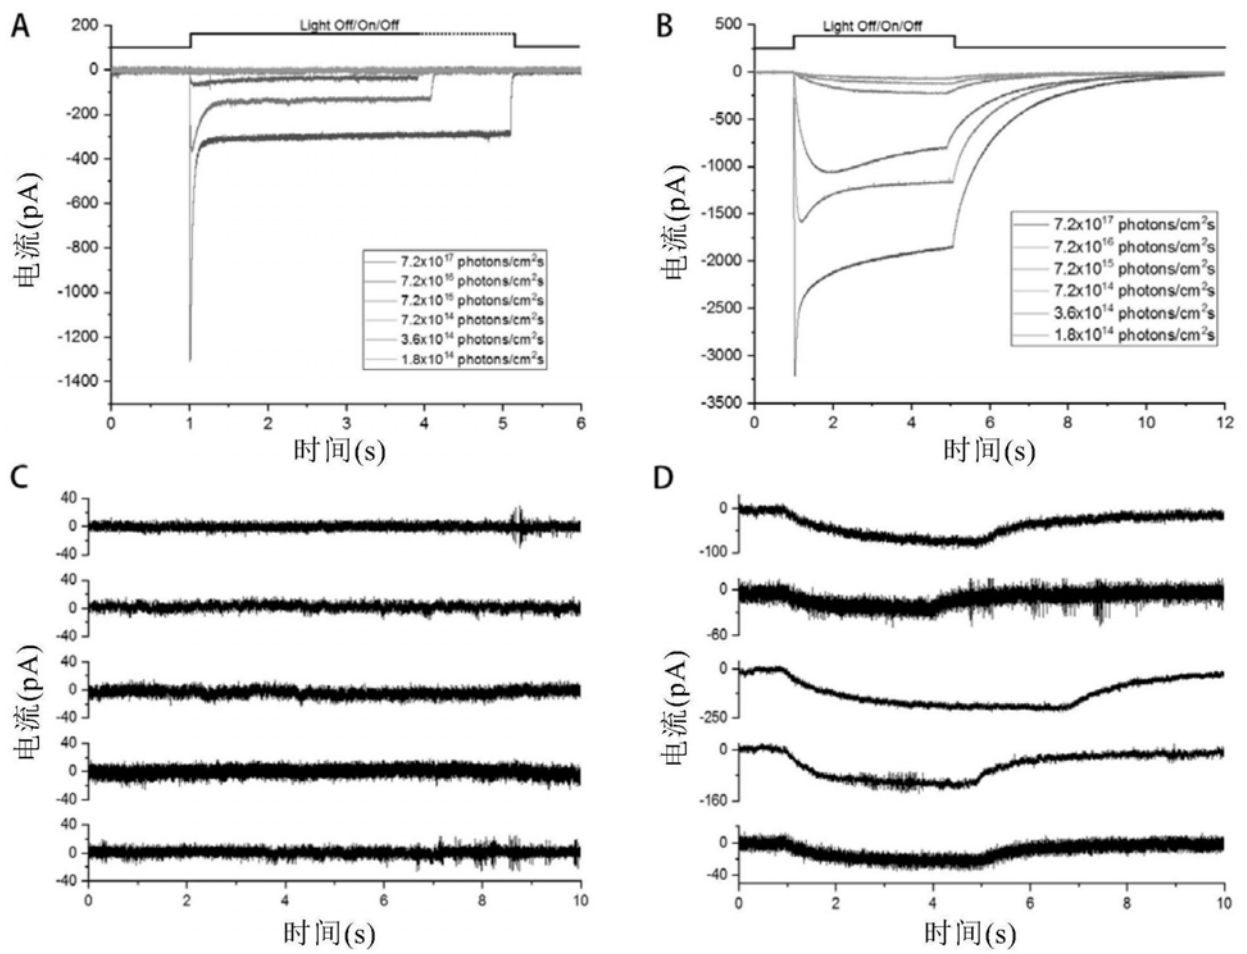 A
Light Off/On/Off
200
0
-200
-400
-600
-800
-1000
-1200
-1400
电流(pA)
7.2x10¹⁷ photons/cm²s
7.2x10¹⁶ photons/cm²s
7.2x10¹⁵ photons/cm²s
7.2x10¹⁴ photons/cm²s
3.6x10¹⁴ photons/cm²s
1.8x10¹⁴ photons/cm²s
0 1 2 3 4 5 6
时间(s)
B
Light Off/On/Off
500
0
-500
-1000
-1500
-2000
-2500
-3000
-3500
电流(pA)
7.2x10¹⁷ photons/cm²s
7.2x10¹⁶ photons/cm²s
7.2x10¹⁵ photons/cm²s
7.2x10¹⁴ photons/cm²s
3.6x10¹⁴ photons/cm²s
1.8x10¹⁴ photons/cm²s
0 2 4 6 8 10 12
时间(s)
C
40
0
-40
40
0
-40
40
0
-40
40
0
-40
40
0
-40
电流(pA)
0 2 4 6 8 10
时间(s)
D
0
-100
0
-60
0
-250
0
-160
0
-40
电流(pA)
0 2 4 6 8 10
时间(s)